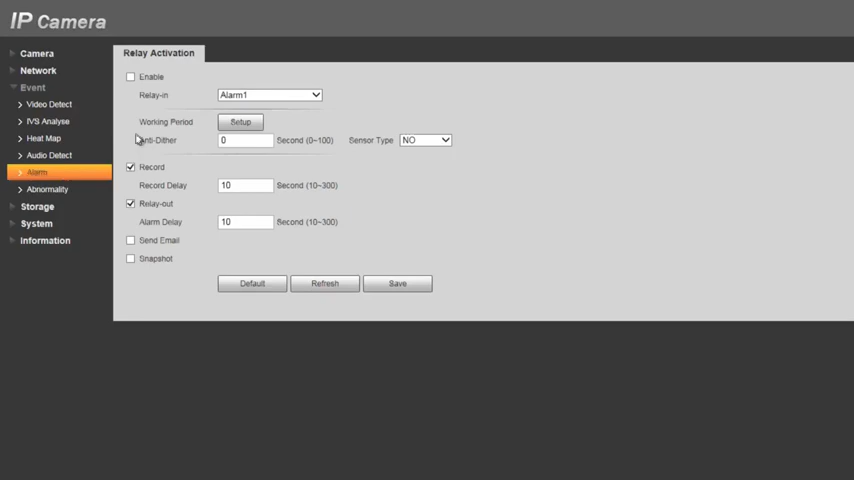 IP Camera
Camera
Network
Event
Video Detect
IVS Analyse
Heat Map
Audio Detect
Alarm
Abnormality
Storage
System
Information
Relay Activation
Enable
Relay-in Alarm1
Working Period Setup
Anti-Dither 0 Second (0~100) Sensor Type NO
Record
Record Delay 10 Second (10~300)
Relay-out
Alarm Delay 10 Second (10~300)
Send Email
Snapshot
Default Refresh Save